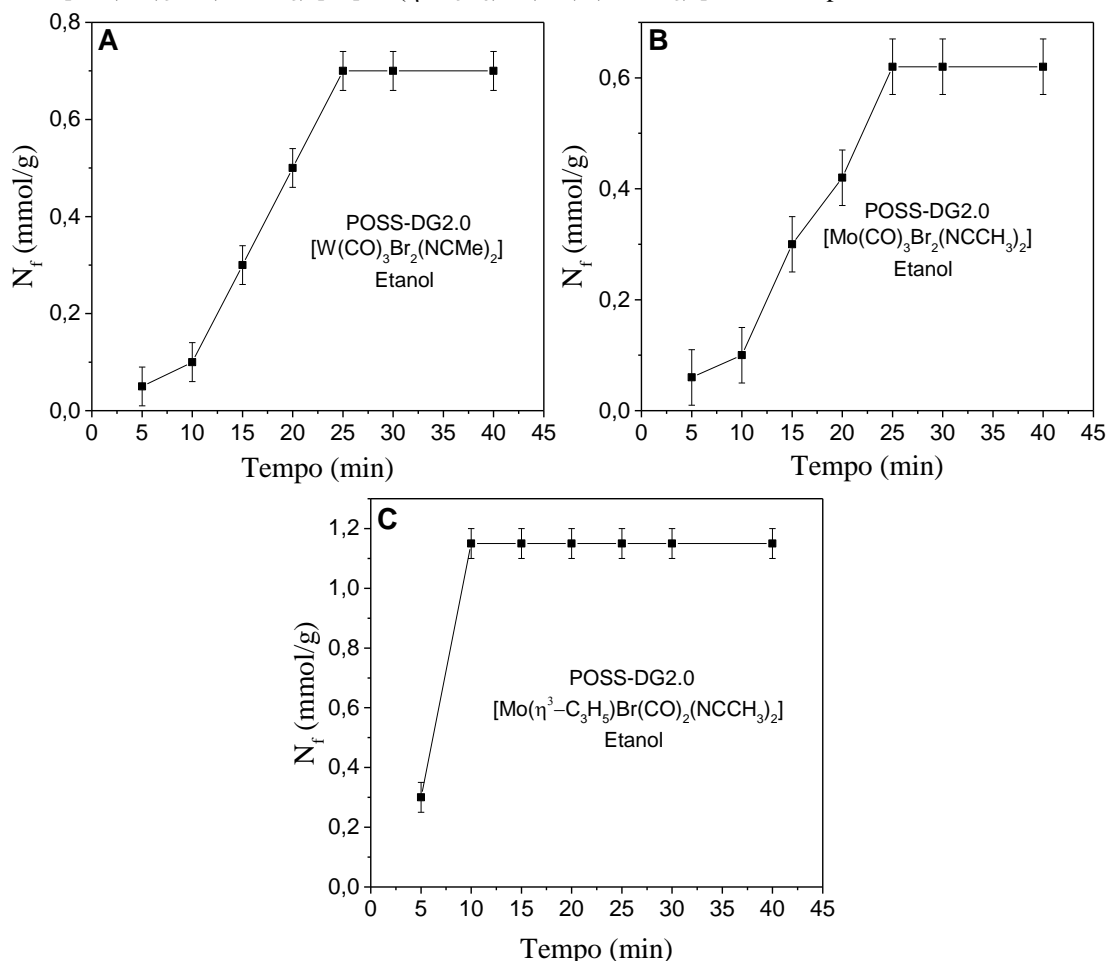 A
0,8
0,6
0,4
0,2
0,0
N_f (mmol/g)
POSS-DG2.0
[W(CO)₃Br₂(NCMe)₂]
Etanol
0 5 10 15 20 25 30 35 40 45
Tempo (min)
B
0,6
0,4
0,2
0,0
N_f (mmol/g)
POSS-DG2.0
[Mo(CO)₃Br₂(NCCH₃)₂]
Etanol
0 5 10 15 20 25 30 35 40 45
Tempo (min)
C
1,2
1,0
0,8
0,6
0,4
0,2
0,0
N_f (mmol/g)
POSS-DG2.0
[Mo(η³–C₃H₅)Br(CO)₂(NCCH₃)₂]
Etanol
0 5 10 15 20 25 30 35 40 45
Tempo (min)